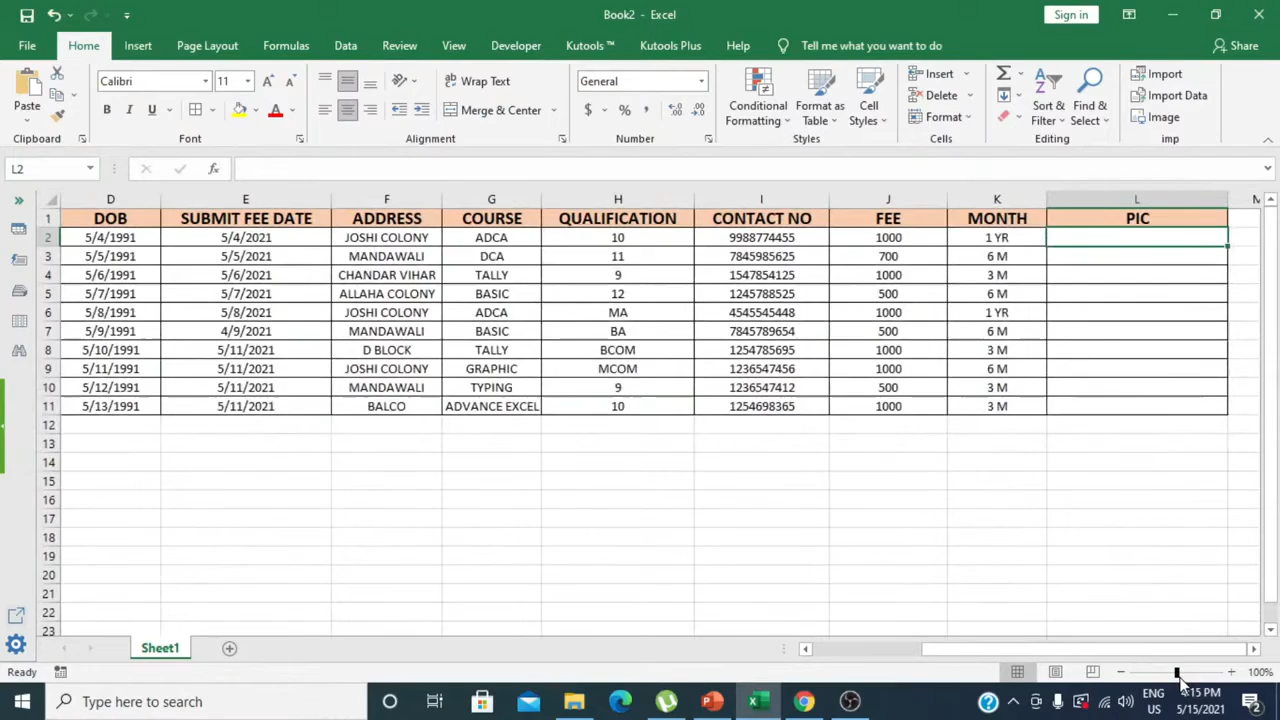 Book2 - Excel
Sign in
File Home Insert Page Layout Formulas Data Review View Developer Kutools ™ Kutools Plus Help Tell me what you want to do Share
Paste
Clipboard
Calibri 11
B I U A
Font
Wrap Text
Merge & Center
Alignment
General
$ % ,
Number
Conditional Formatting
Format as Table
Cell Styles
Styles
Insert
Delete
Format
Cells
Sort & Filter
Find & Select
Editing
Import
Import Data
Image
imp
L2 fx
D E F G H I J K L M
1 DOB SUBMIT FEE DATE ADDRESS COURSE QUALIFICATION CONTACT NO FEE MONTH PIC
2 5/4/1991 5/4/2021 JOSHI COLONY ADCA 10 9988774455 1000 1 YR
3 5/5/1991 5/5/2021 MANDAWALI DCA 11 7845985625 700 6 M
4 5/6/1991 5/6/2021 CHANDAR VIHAR TALLY 9 1547854125 1000 3 M
5 5/7/1991 5/7/2021 ALLAHA COLONY BASIC 12 1245788525 500 6 M
6 5/8/1991 5/8/2021 JOSHI COLONY ADCA MA 4545545448 1000 1 YR
7 5/9/1991 4/9/2021 MANDAWALI BASIC BA 7845789654 500 6 M
8 5/10/1991 5/11/2021 D BLOCK TALLY BCOM 1254785695 1000 3 M
9 5/11/1991 5/11/2021 JOSHI COLONY GRAPHIC MCOM 1236547456 1000 6 M
10 5/12/1991 5/11/2021 MANDAWALI TYPING 9 1236547412 500 3 M
11 5/13/1991 5/11/2021 BALCO ADVANCE EXCEL 10 1254698365 1000 3 M
12
13
14
15
16
17
18
19
20
21
22
23
Sheet1
Ready
100%
Type here to search
ENG
US
:15 PM
5/15/2021
2